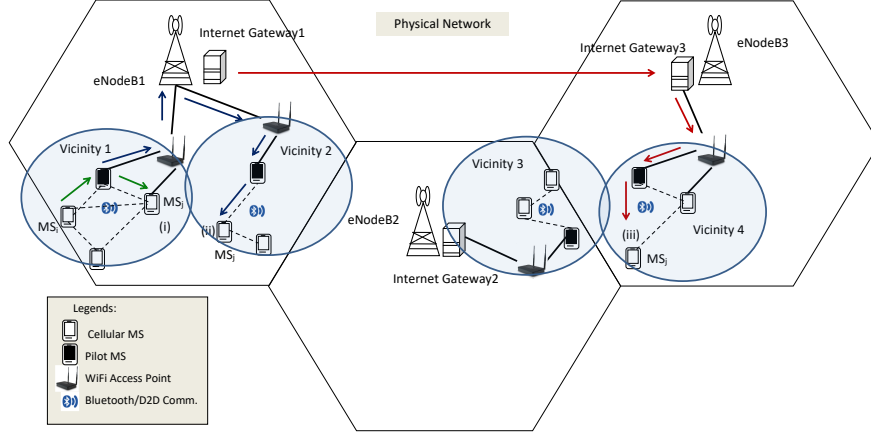 Physical Network
Internet Gateway1
eNodeB3
Internet Gateway3
eNodeB1
Vicinity 1
Vicinity 2
Vicinity 3
MSj
MSi
(i)
(ii)
MSj
eNodeB2
(iii)
Vicinity 4
MSj
Internet Gateway2
Legends:
Cellular MS
Pilot MS
WiFi Access Point
Bluetooth/D2D Comm.